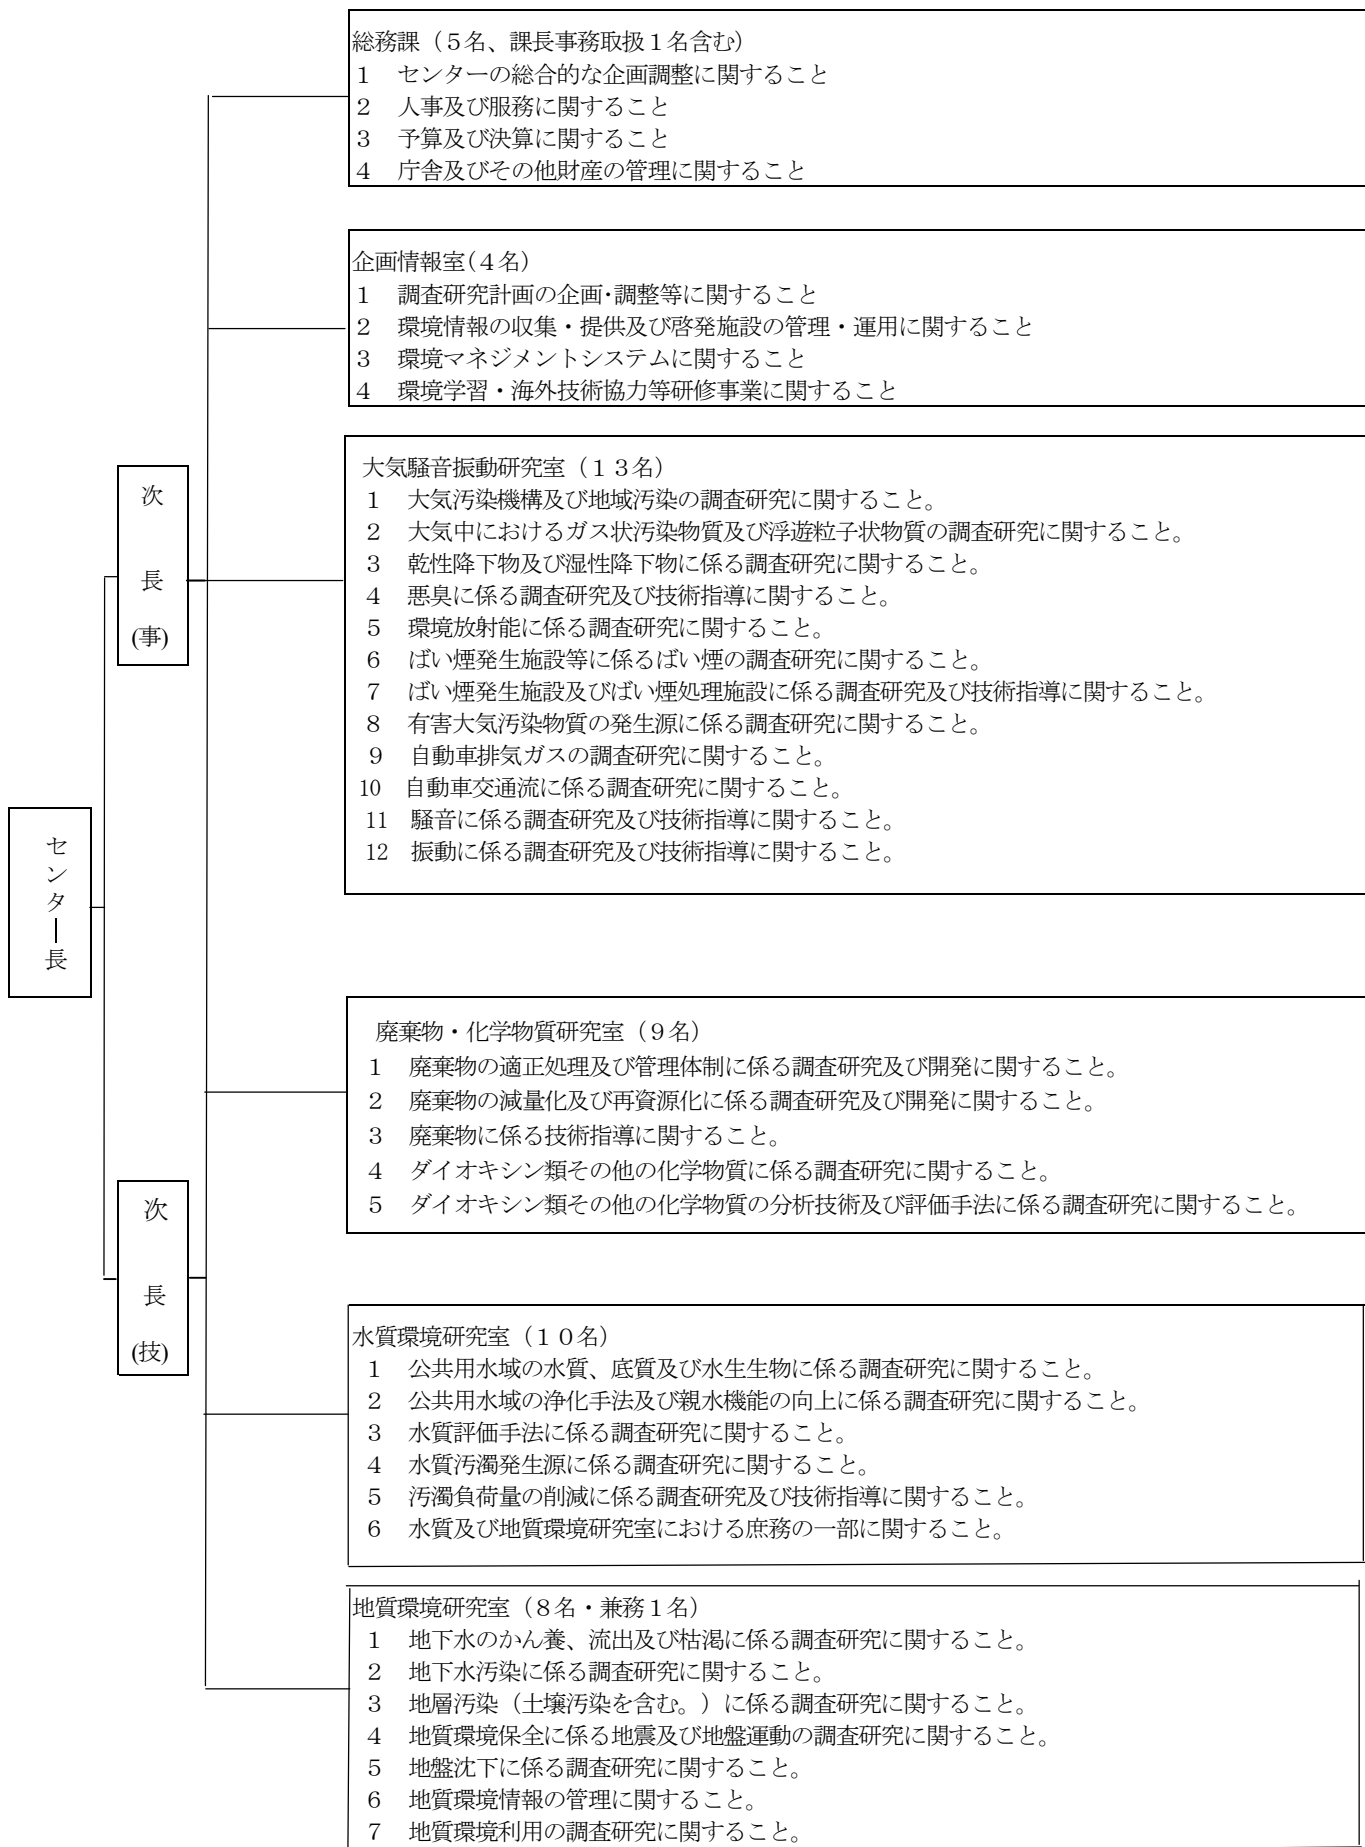 総務課（５名、課長事務取扱１名含む）
１　センターの総合的な企画調整に関すること
２　人事及び服務に関すること
３　予算及び決算に関すること
４　庁舎及びその他財産の管理に関すること
企画情報室（４名）
１　調査研究計画の企画・調整等に関すること
２　環境情報の収集・提供及び啓発施設の管理・運用に関すること
３　環境マネジメントシステムに関すること
４　環境学習・海外技術協力等研修事業に関すること
次長(事)
大気騒音振動研究室（１３名）
１　大気汚染機構及び地域汚染の調査研究に関すること。
２　大気中におけるガス状汚染物質及び浮遊粒子状物質の調査研究に関すること。
３　乾性降下物及び湿性降下物に係る調査研究に関すること。
４　悪臭に係る調査研究及び技術指導に関すること。
５　環境放射能に係る調査研究に関すること。
６　ばい煙発生施設等に係るばい煙の調査研究に関すること。
７　ばい煙発生施設及びばい煙処理施設に係る調査研究及び技術指導に関すること。
８　有害大気汚染物質の発生源に係る調査研究に関すること。
９　自動車排気ガスの調査研究に関すること。
10　自動車交通流に係る調査研究に関すること。
11　騒音に係る調査研究及び技術指導に関すること。
12　振動に係る調査研究及び技術指導に関すること。
センター長
廃棄物・化学物質研究室（９名）
１　廃棄物の適正処理及び管理体制に係る調査研究及び開発に関すること。
２　廃棄物の減量化及び再資源化に係る調査研究及び開発に関すること。
３　廃棄物に係る技術指導に関すること。
４　ダイオキシン類その他の化学物質に係る調査研究に関すること。
５　ダイオキシン類その他の化学物質の分析技術及び評価手法に係る調査研究に関すること。
次長(技)
水質環境研究室（１０名）
１　公共用水域の水質、底質及び水生生物に係る調査研究に関すること。
２　公共用水域の浄化手法及び親水機能の向上に係る調査研究に関すること。
３　水質評価手法に係る調査研究に関すること。
４　水質汚濁発生源に係る調査研究に関すること。
５　汚濁負荷量の削減に係る調査研究及び技術指導に関すること。
６　水質及び地質環境研究室における庶務の一部に関すること。
地質環境研究室（８名・兼務１名）
１　地下水のかん養、流出及び枯渇に係る調査研究に関すること。
２　地下水汚染に係る調査研究に関すること。
３　地層汚染（土壌汚染を含む。）に係る調査研究に関すること。
４　地質環境保全に係る地震及び地盤運動の調査研究に関すること。
５　地盤沈下に係る調査研究に関すること。
６　地質環境情報の管理に関すること。
７　地質環境利用の調査研究に関すること。